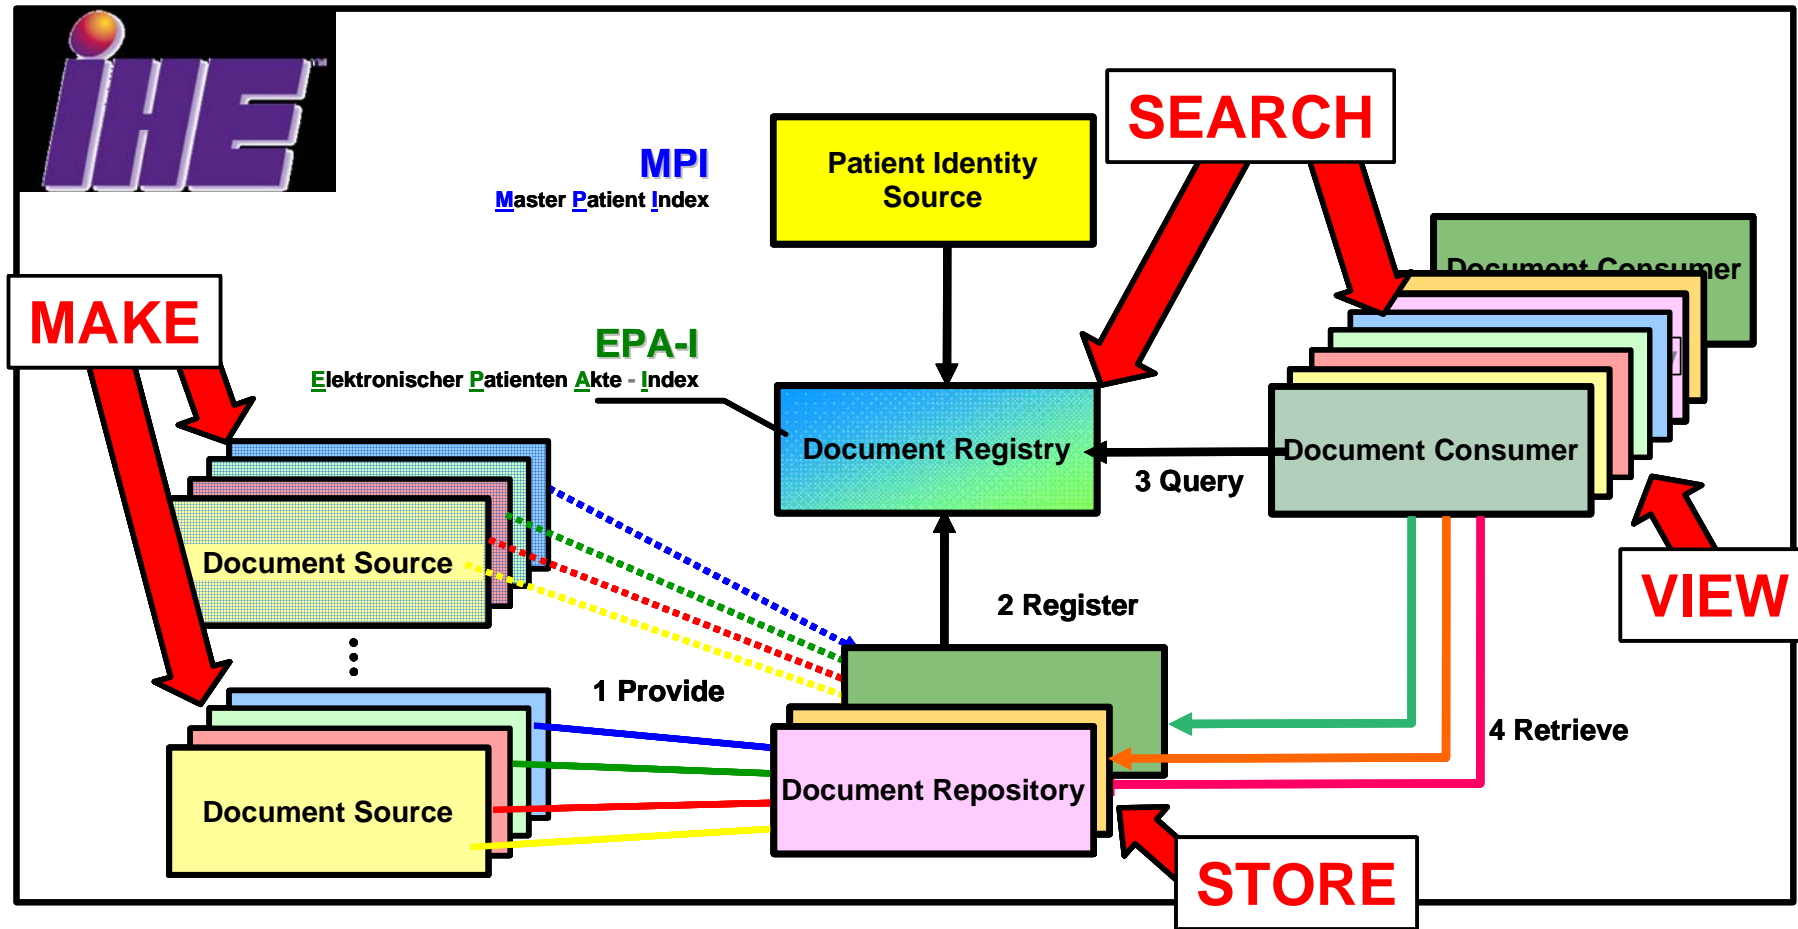 iHE™
SEARCH
MPI
Master Patient Index
Patient Identity
Source
Document Consumer
MAKE
EPA-I
Elektronischer Patienten Akte - Index
Document Registry
3 Query
Document Consumer
Document Source
VIEW
2 Register
1 Provide
4 Retrieve
Document Repository
Document Source
STORE